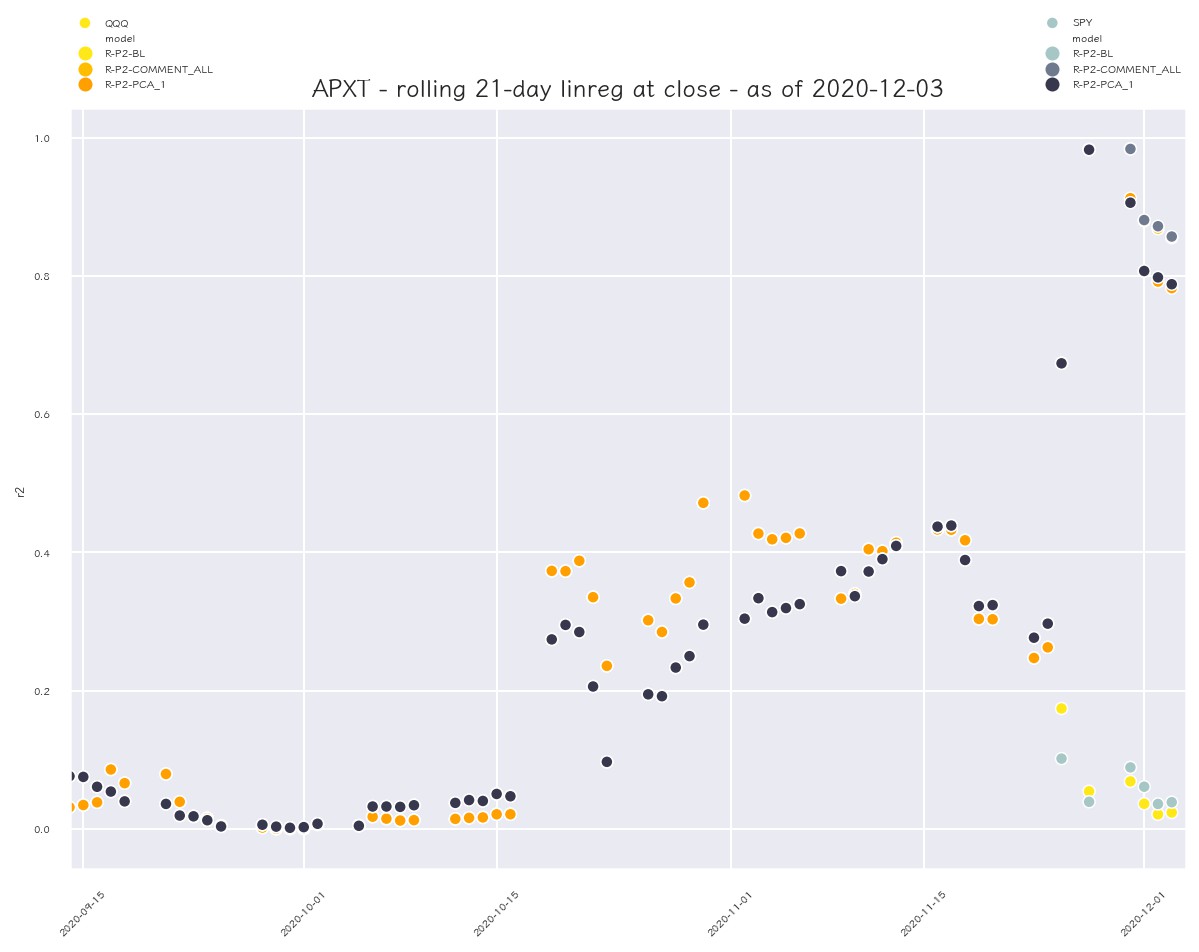 QQQ
model
R-P2-BL
R-P2-COMMENT_ALL
R-P2-PCA_1
SPY
model
R-P2-BL
R-P2-COMMENT_ALL
R-P2-PCA_1
APXT - rolling 21-day linreg at close - as of 2020-12-03
1.0
0.8
0.6
0.4
0.2
0.0
r2
2020-09-15
2020-10-01
2020-10-15
2020-11-01
2020-11-15
2020-12-01